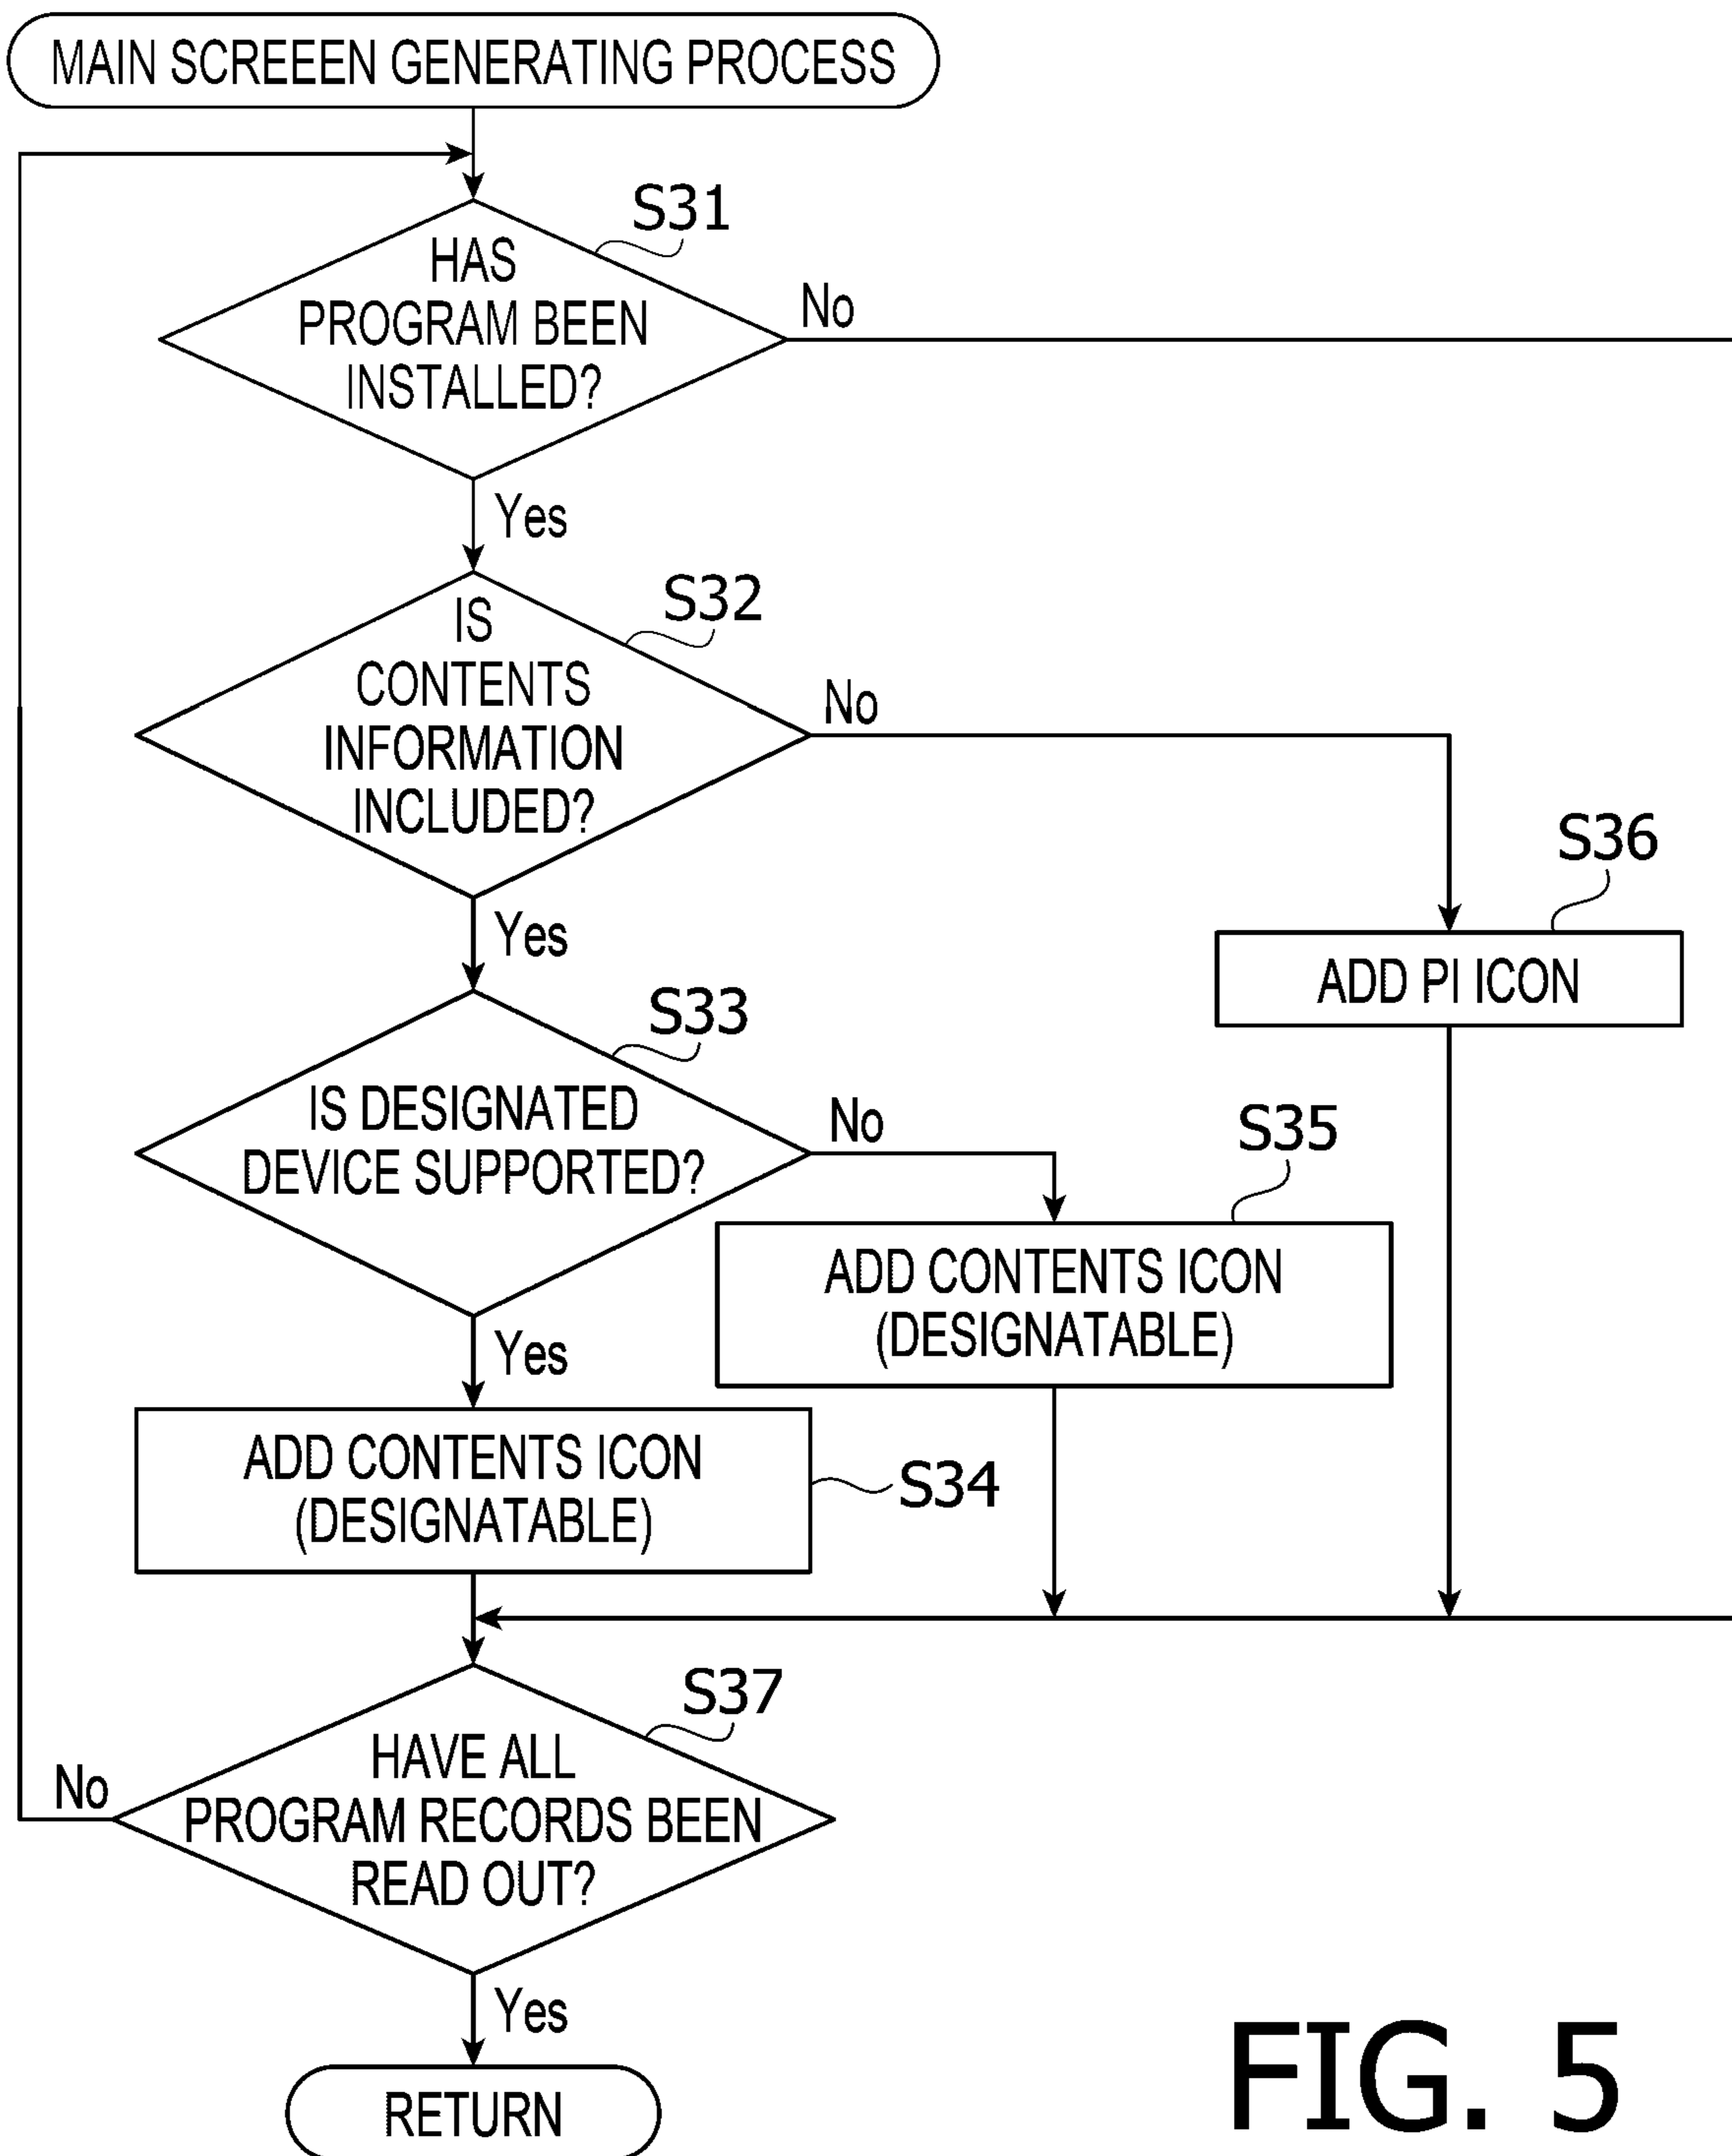 MAIN SCREEEN GENERATING PROCESS
S31
HAS
PROGRAM BEEN
INSTALLED?
No
Yes
S32
IS
CONTENTS
INFORMATION
INCLUDED?
No
Yes
S36
ADD PI ICON
S33
IS DESIGNATED
DEVICE SUPPORTED?
No
Yes
S35
ADD CONTENTS ICON
(DESIGNATABLE)
ADD CONTENTS ICON
(DESIGNATABLE)
S34
S37
HAVE ALL
PROGRAM RECORDS BEEN
READ OUT?
No
Yes
RETURN
FIG. 5